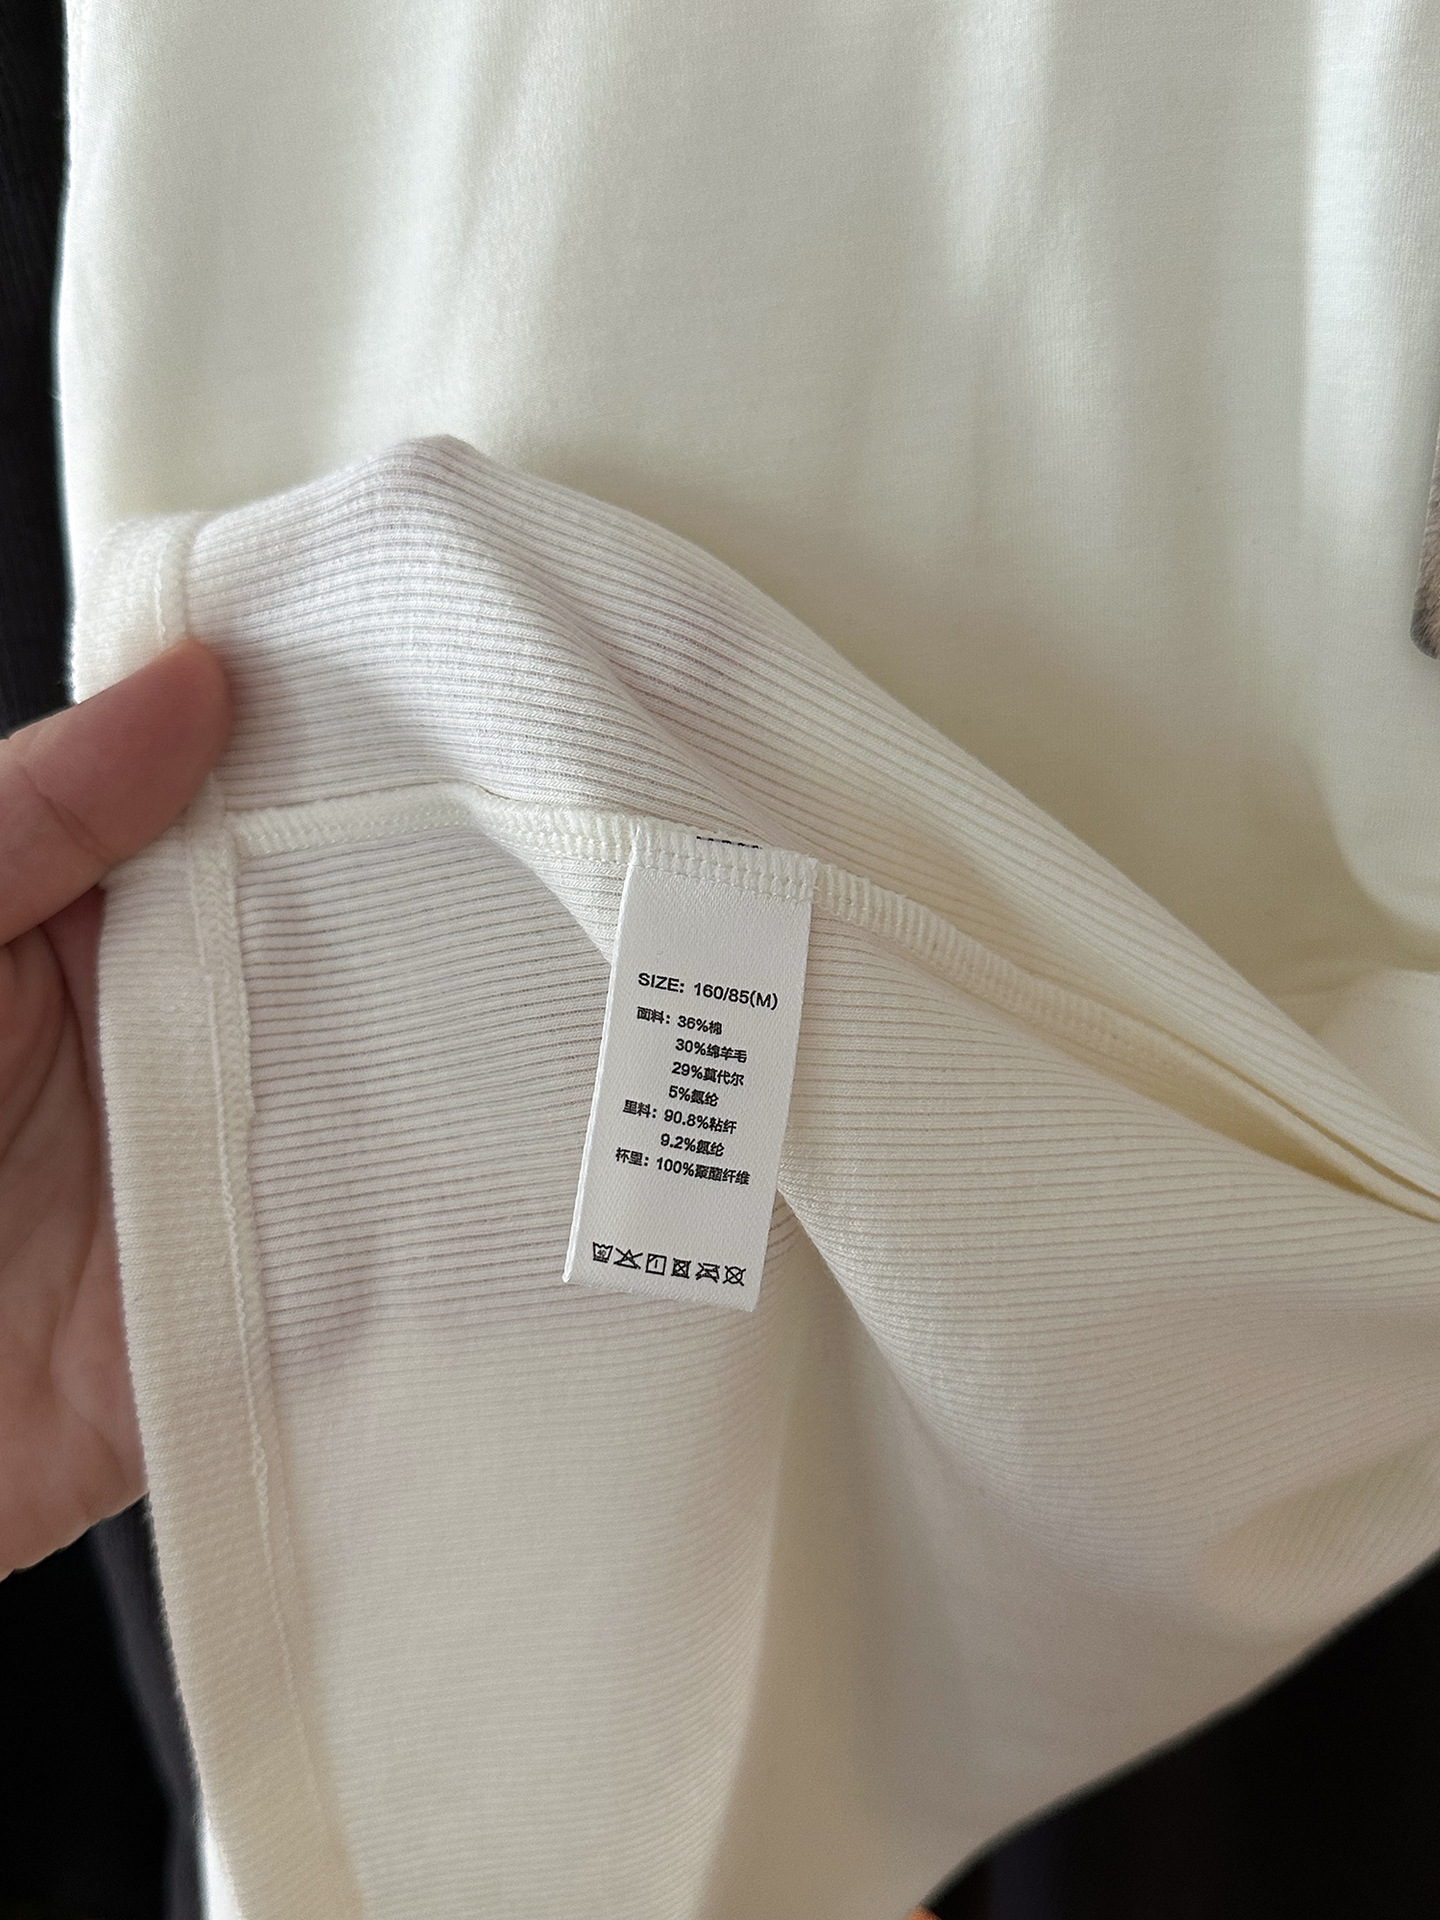 SIZE: 160/85(M)
面料: 36%棉
30%绵羊毛
29%莫代尔
5%氨纶
里料: 90.8%粘纤
9.2%氨纶
杯里: 100%聚酯纤维